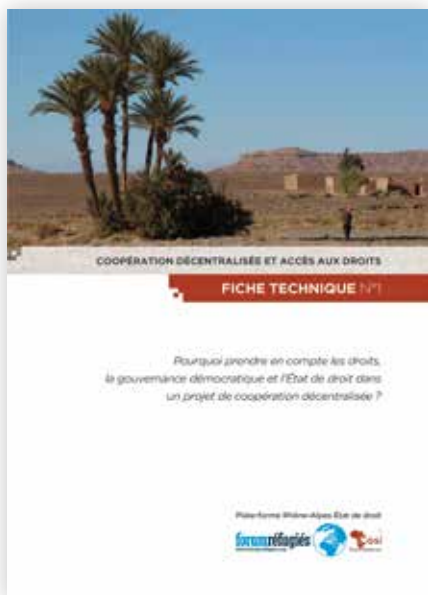 COOPÉRATION DÉCENTRALISÉE ET ACCÈS AUX DROITS
FICHE TECHNIQUE N°1
Pourquoi prendre en compte les droits,
la gouvernance démocratique et l'État de droit dans
un projet de coopération décentralisée ?
Plate-forme Rhône-Alpes État de droit
forumréfugiés
cosi